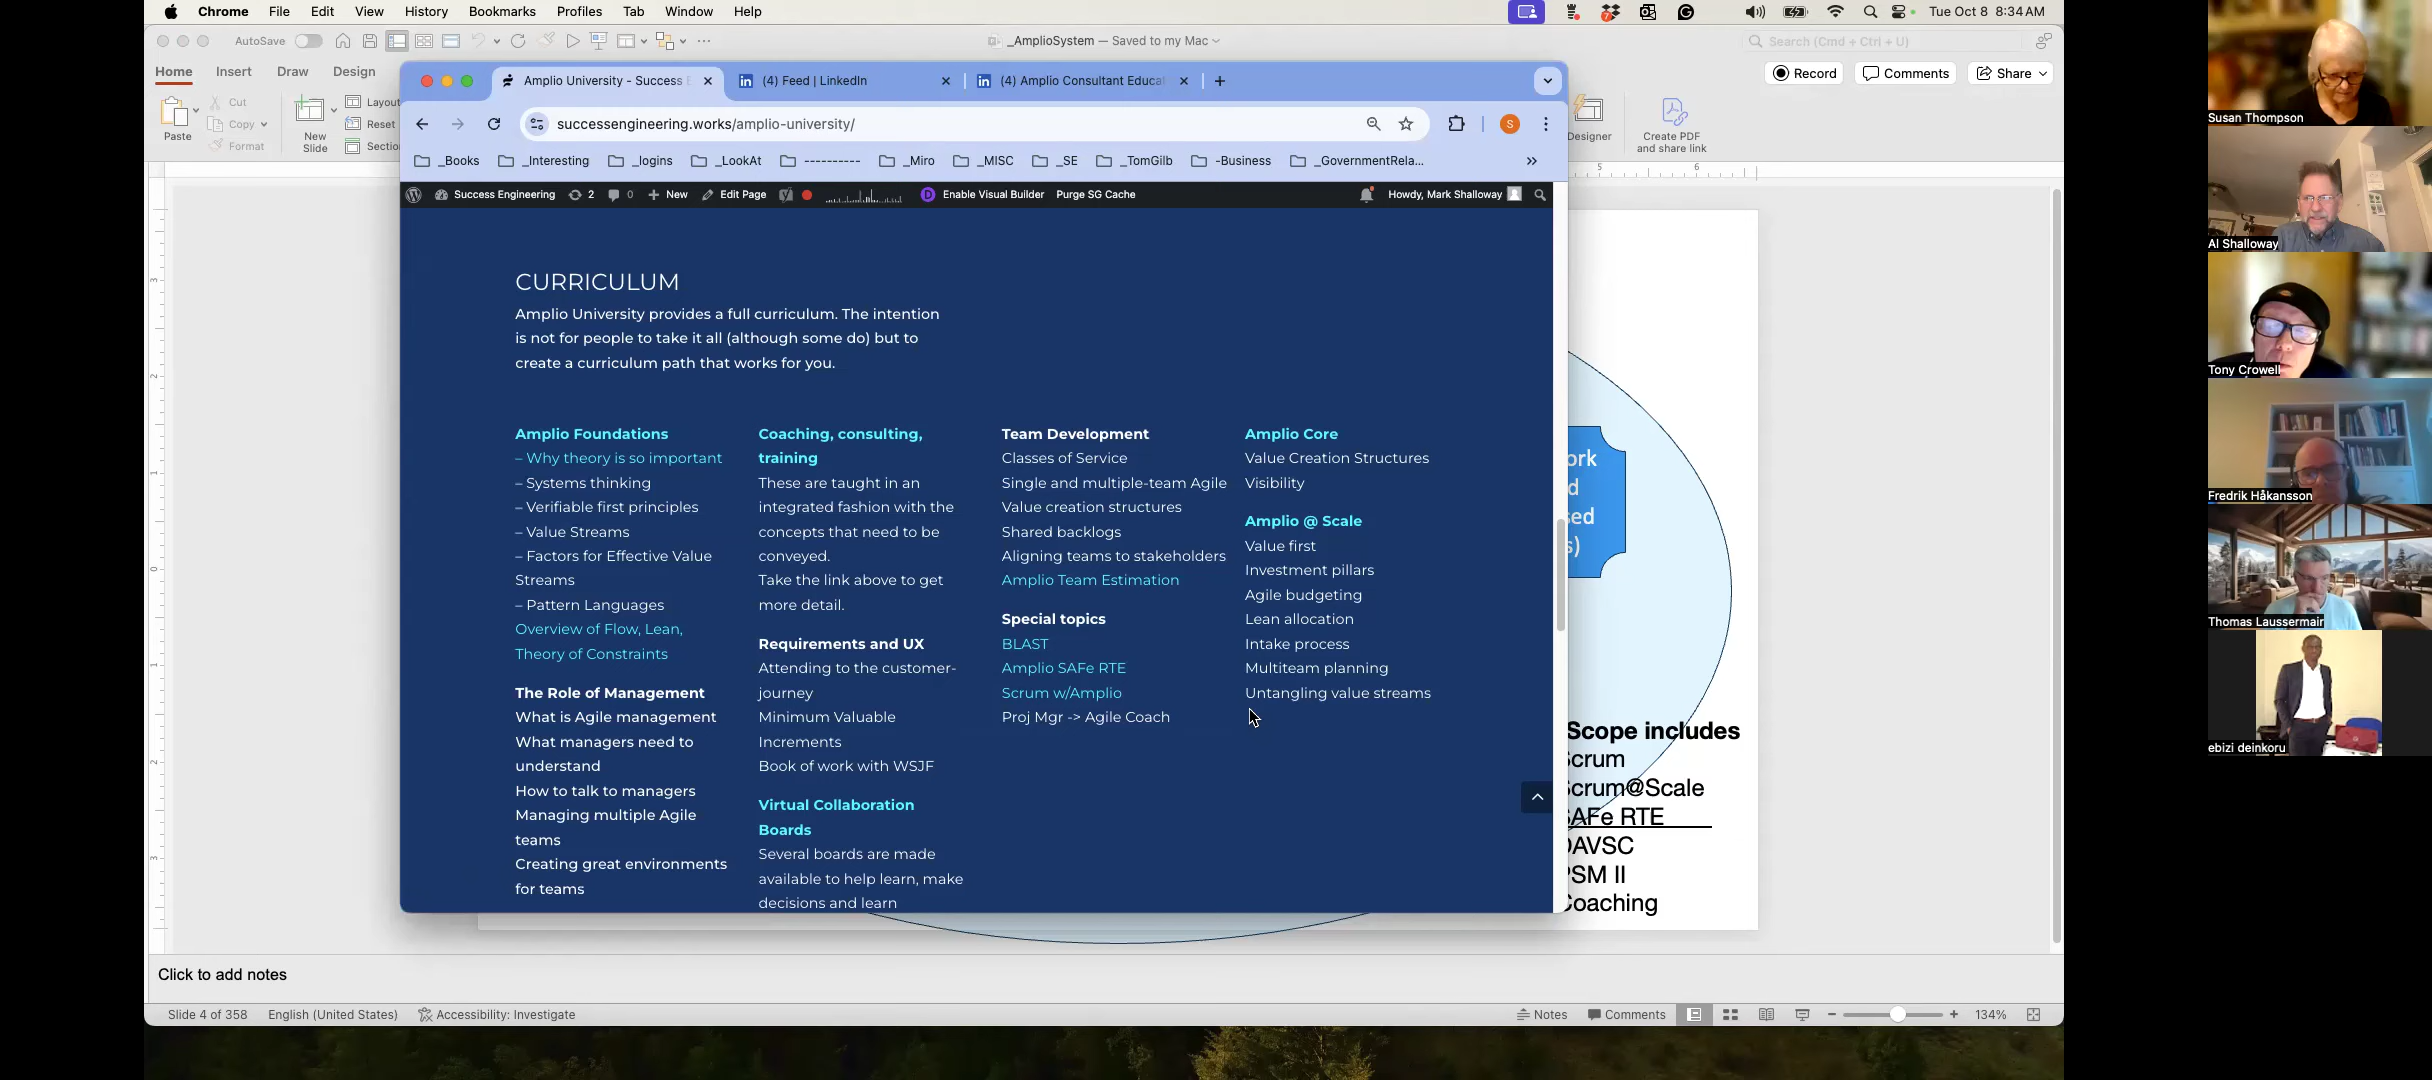 Chrome File Edit View History Bookmarks Profiles Tab Window Help
Tue Oct 8 8:34 AM
AutoSave
_AmplioSystem — Saved to my Mac
Search (Cmd + Ctrl + U)
Home Insert Draw Design
Record Comments Share
Paste
Cut
Copy
Format
New
Slide
Layout
Reset
Designer
Create PDF
and share link
Amplio University - Success
(4) Feed | LinkedIn
(4) Amplio Consultant Educat
successengineering.works/amplio-university/
S
_Books _Interesting _logins _LookAt ---------- _Miro _MISC _SE _TomGilb -Business _GovernmentRela...
Success Engineering 2 0 New Edit Page Enable Visual Builder Purge SG Cache Howdy, Mark Shalloway
CURRICULUM
Amplio University provides a full curriculum. The intention
is not for people to take it all (although some do) but to
create a curriculum path that works for you.
Amplio Foundations
– Why theory is so important
– Systems thinking
– Verifiable first principles
– Value Streams
– Factors for Effective Value
Streams
– Pattern Languages
Overview of Flow, Lean,
Theory of Constraints
The Role of Management
What is Agile management
What managers need to
understand
How to talk to managers
Managing multiple Agile
teams
Creating great environments
for teams
Coaching, consulting,
training
These are taught in an
integrated fashion with the
concepts that need to be
conveyed.
Take the link above to get
more detail.
Requirements and UX
Attending to the customer-
journey
Minimum Valuable
Increments
Book of work with WSJF
Virtual Collaboration
Boards
Several boards are made
available to help learn, make
decisions and learn
Team Development
Classes of Service
Single and multiple-team Agile
Value creation structures
Shared backlogs
Aligning teams to stakeholders
Amplio Team Estimation
Special topics
BLAST
Amplio SAFe RTE
Scrum w/Amplio
Proj Mgr -> Agile Coach
Amplio Core
Value Creation Structures
Visibility
Amplio @ Scale
Value first
Investment pillars
Agile budgeting
Lean allocation
Intake process
Multiteam planning
Untangling value streams
Scope includes
Scrum
Scrum@Scale
SAFe RTE
DAVSC
PSM II
Coaching
Click to add notes
Slide 4 of 358 English (United States) Accessibility: Investigate
Notes Comments 134%
Susan Thompson
Al Shalloway
Tony Crowell
Fredrik Håkansson
Thomas Laussermair
ebizi deinkoru